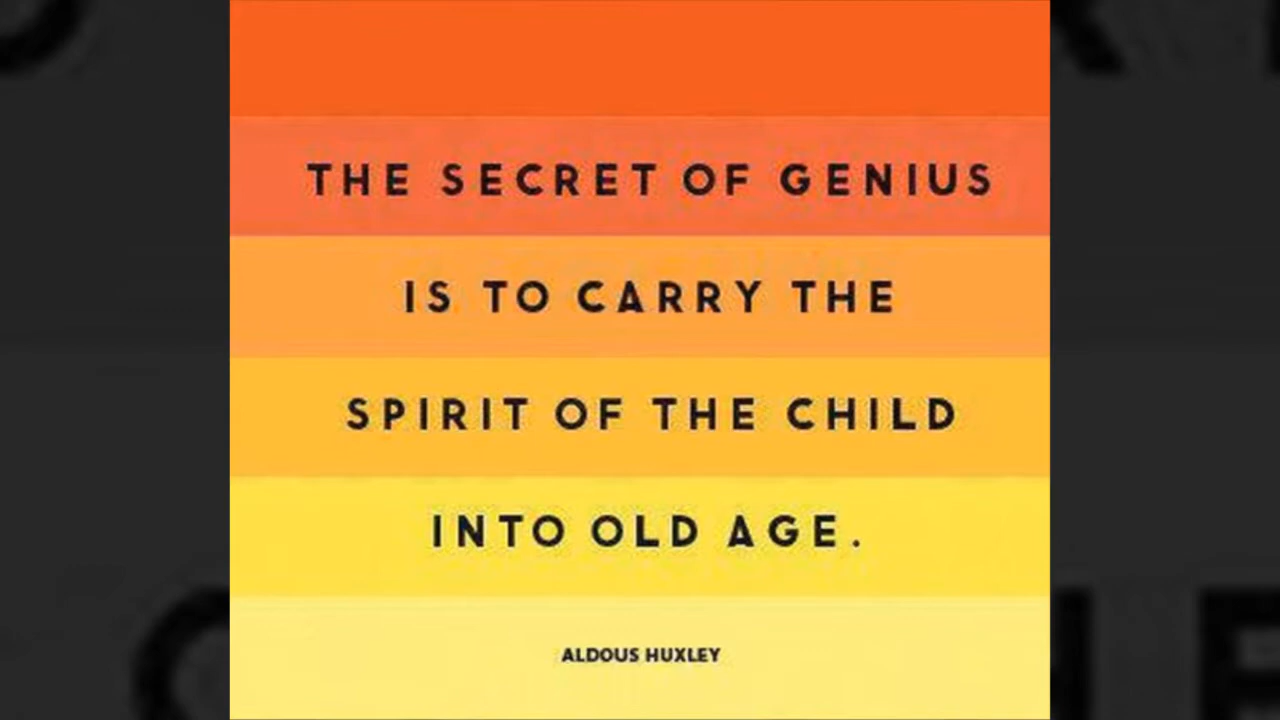 THE SECRET OF GENIUS
IS TO CARRY THE
SPIRIT OF THE CHILD
INTO OLD AGE.
ALDOUS HUXLEY